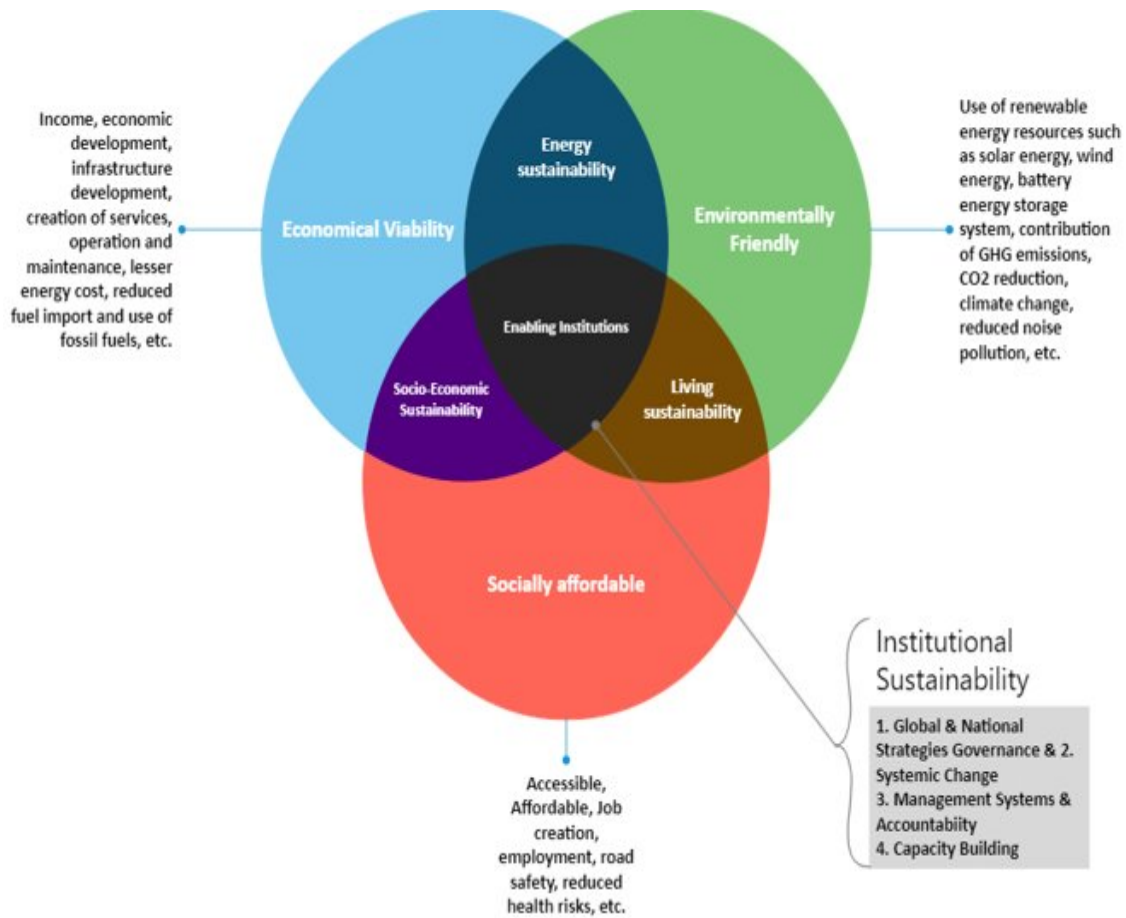 Income, economic
development,
infrastructure
development,
creation of services,
operation and
maintenance, lesser
energy cost, reduced
fuel import and use of
fossil fuels, etc.
Economical Viability
Energy
sustainability
Environmentally
Friendly
Use of renewable
energy resources such
as solar energy, wind
energy, battery
energy storage
system, contribution
of GHG emissions,
CO2 reduction,
climate change,
reduced noise
pollution, etc.
Enabling Institutions
Socio-Economic
Sustainability
Living
sustainability
Socially affordable
Accessible,
Affordable, Job
creation,
employment, road
safety, reduced
health risks, etc.
Institutional
Sustainability
1. Global & National
Strategies Governance & 2.
Systemic Change
3. Management Systems &
Accountabiity
4. Capacity Building